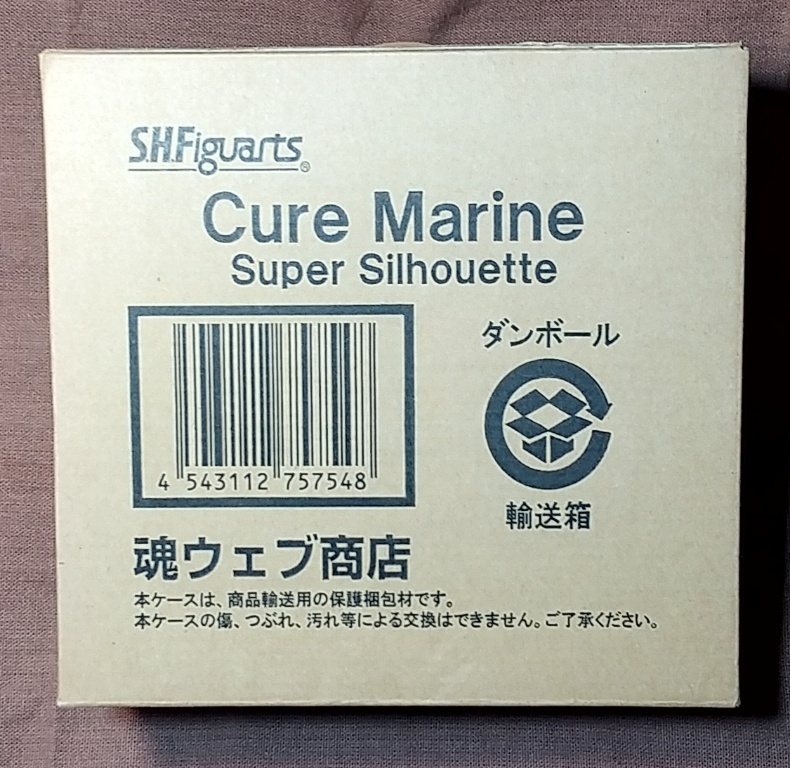 S.H.Figuarts®
Cure Marine
Super Silhouette
4 543112 757548
ダンボール
輸送箱
魂ウェブ商店
本ケースは、商品輸送用の保護梱包材です。
本ケースの傷、つぶれ、汚れ等による交換はできません。ご了承ください。